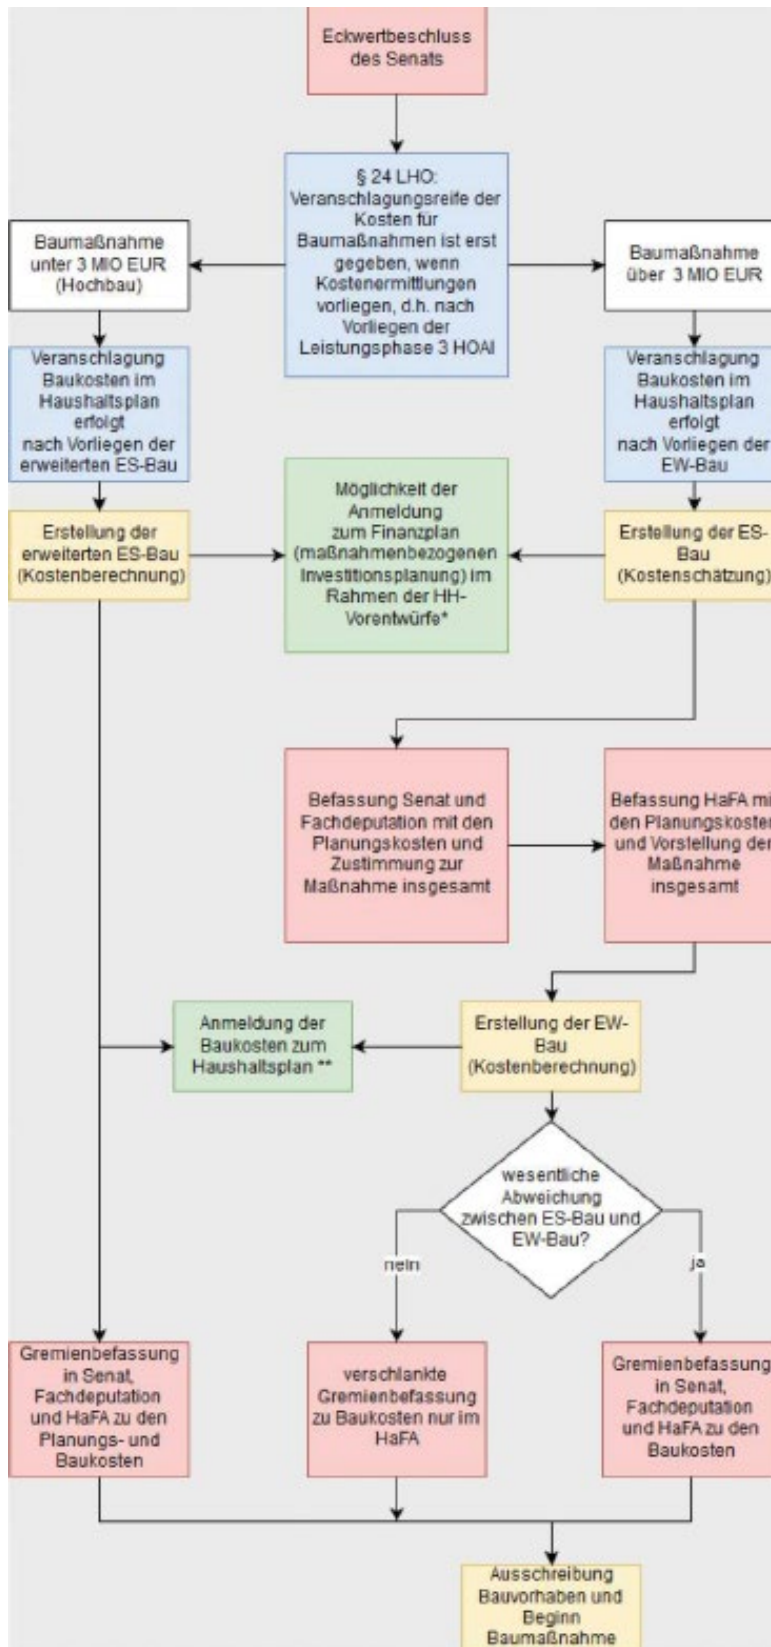 Eckwertbeschluss
des Senats
§ 24 LHO:
Veranschlagungsreife der
Kosten für
Baumaßnahmen ist erst
gegeben, wenn
Kostenermittlungen
vorliegen, d.h. nach
Vorliegen der
Leistungsphase 3 HOAI
Baumaßnahme
unter 3 MIO EUR
(Hochbau)
Baumaßnahme
über 3 MIO EUR
Veranschlagung
Baukosten im
Haushaltsplan
erfolgt
nach Vorliegen der
erweiterten ES-Bau
Veranschlagung
Baukosten im
Haushaltsplan
erfolgt
nach Vorliegen der
EW-Bau
Erstellung der
erweiterten ES-Bau
(Kostenberechnung)
Möglichkeit der
Anmeldung
zum Finanzplan
(maßnahmenbezogenen
Investitionsplanung) im
Rahmen der HH-
Vorentwürfe*
Erstellung der ES-
Bau
(Kostenschätzung)
Befassung Senat und
Fachdeputation mit den
Planungskosten und
Zustimmung zur
Maßnahme insgesamt
Befassung HaFA mit
den Planungskosten
und Vorstellung der
Maßnahme
insgesamt
Anmeldung der
Baukosten zum
Haushaltsplan **
Erstellung der EW-
Bau
(Kostenberechnung)
wesentliche
Abweichung
zwischen ES-Bau und
EW-Bau?
nein
ja
Gremienbefassung
in Senat,
Fachdeputation
und HaFA zu den
Planungs- und
Baukosten
verschlankte
Gremienbefassung
zu Baukosten nur im
HaFA
Gremienbefassung
in Senat,
Fachdeputation
und HaFA zu den
Baukosten
Ausschreibung
Bauvorhaben und
Beginn
Baumaßnahme